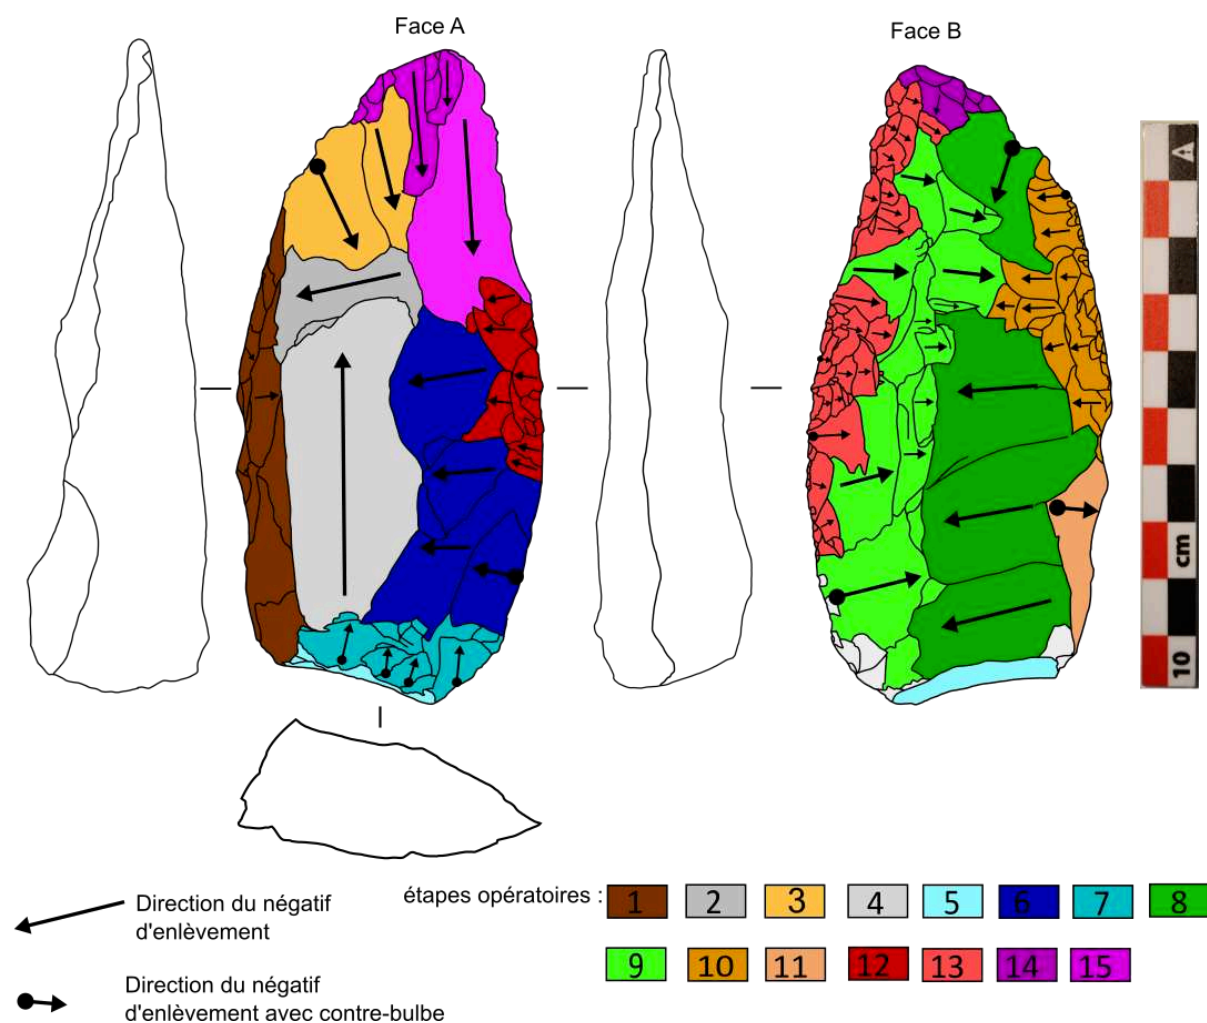 Face A
Face B
A
cm
10
étapes opératoires :
1
2
3
4
5
6
7
8
9
10
11
12
13
14
15
Direction du négatif
d'enlèvement
Direction du négatif
d'enlèvement avec contre-bulbe